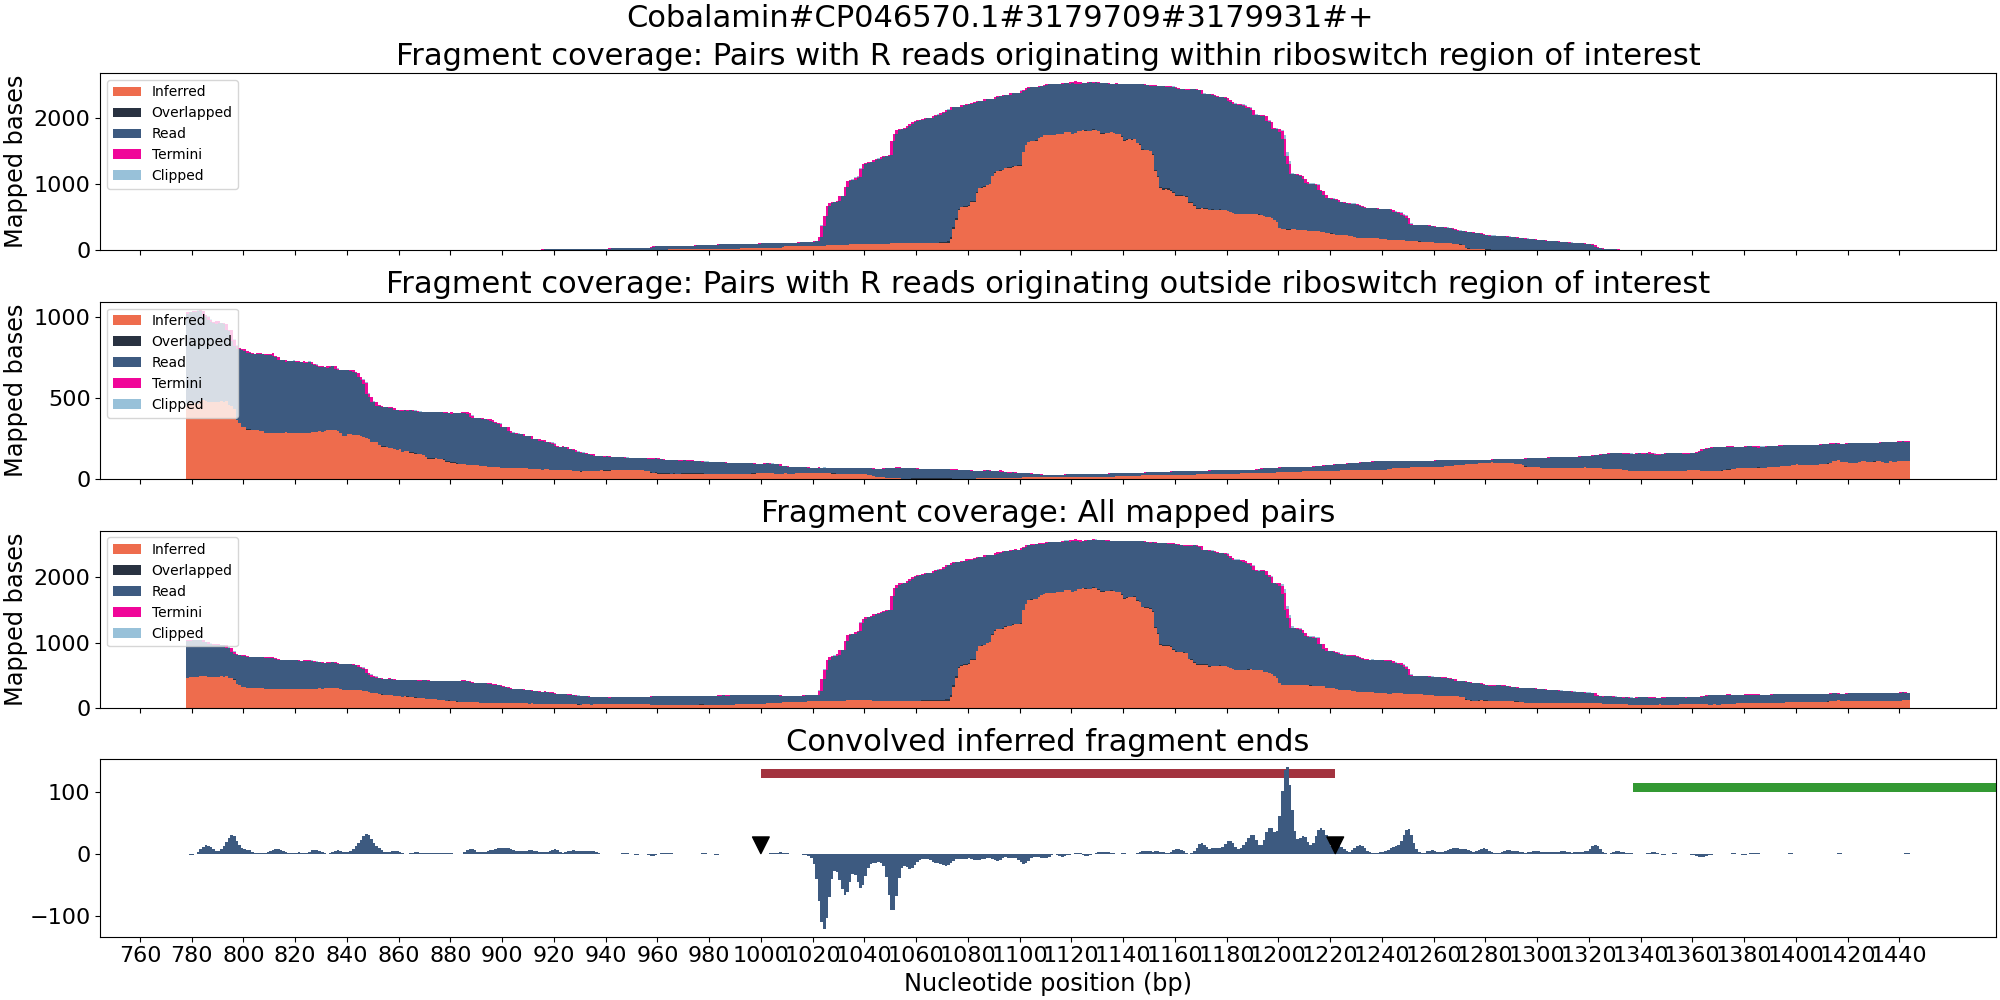 Cobalamin#CP046570.1#3179709#3179931#+
Fragment coverage: Pairs with R reads originating within riboswitch region of interest
Mapped bases
2000
1000
0
Inferred
Overlapped
Read
Termini
Clipped
Fragment coverage: Pairs with R reads originating outside riboswitch region of interest
Mapped bases
1000
500
0
Inferred
Overlapped
Read
Termini
Clipped
Fragment coverage: All mapped pairs
Mapped bases
2000
1000
0
Inferred
Overlapped
Read
Termini
Clipped
Convolved inferred fragment ends
100
0
−100
760 780 800 820 840 860 880 900 920 940 960 980 1000 1020 1040 1060 1080 1100 1120 1140 1160 1180 1200 1220 1240 1260 1280 1300 1320 1340 1360 1380 1400 1420 1440
Nucleotide position (bp)